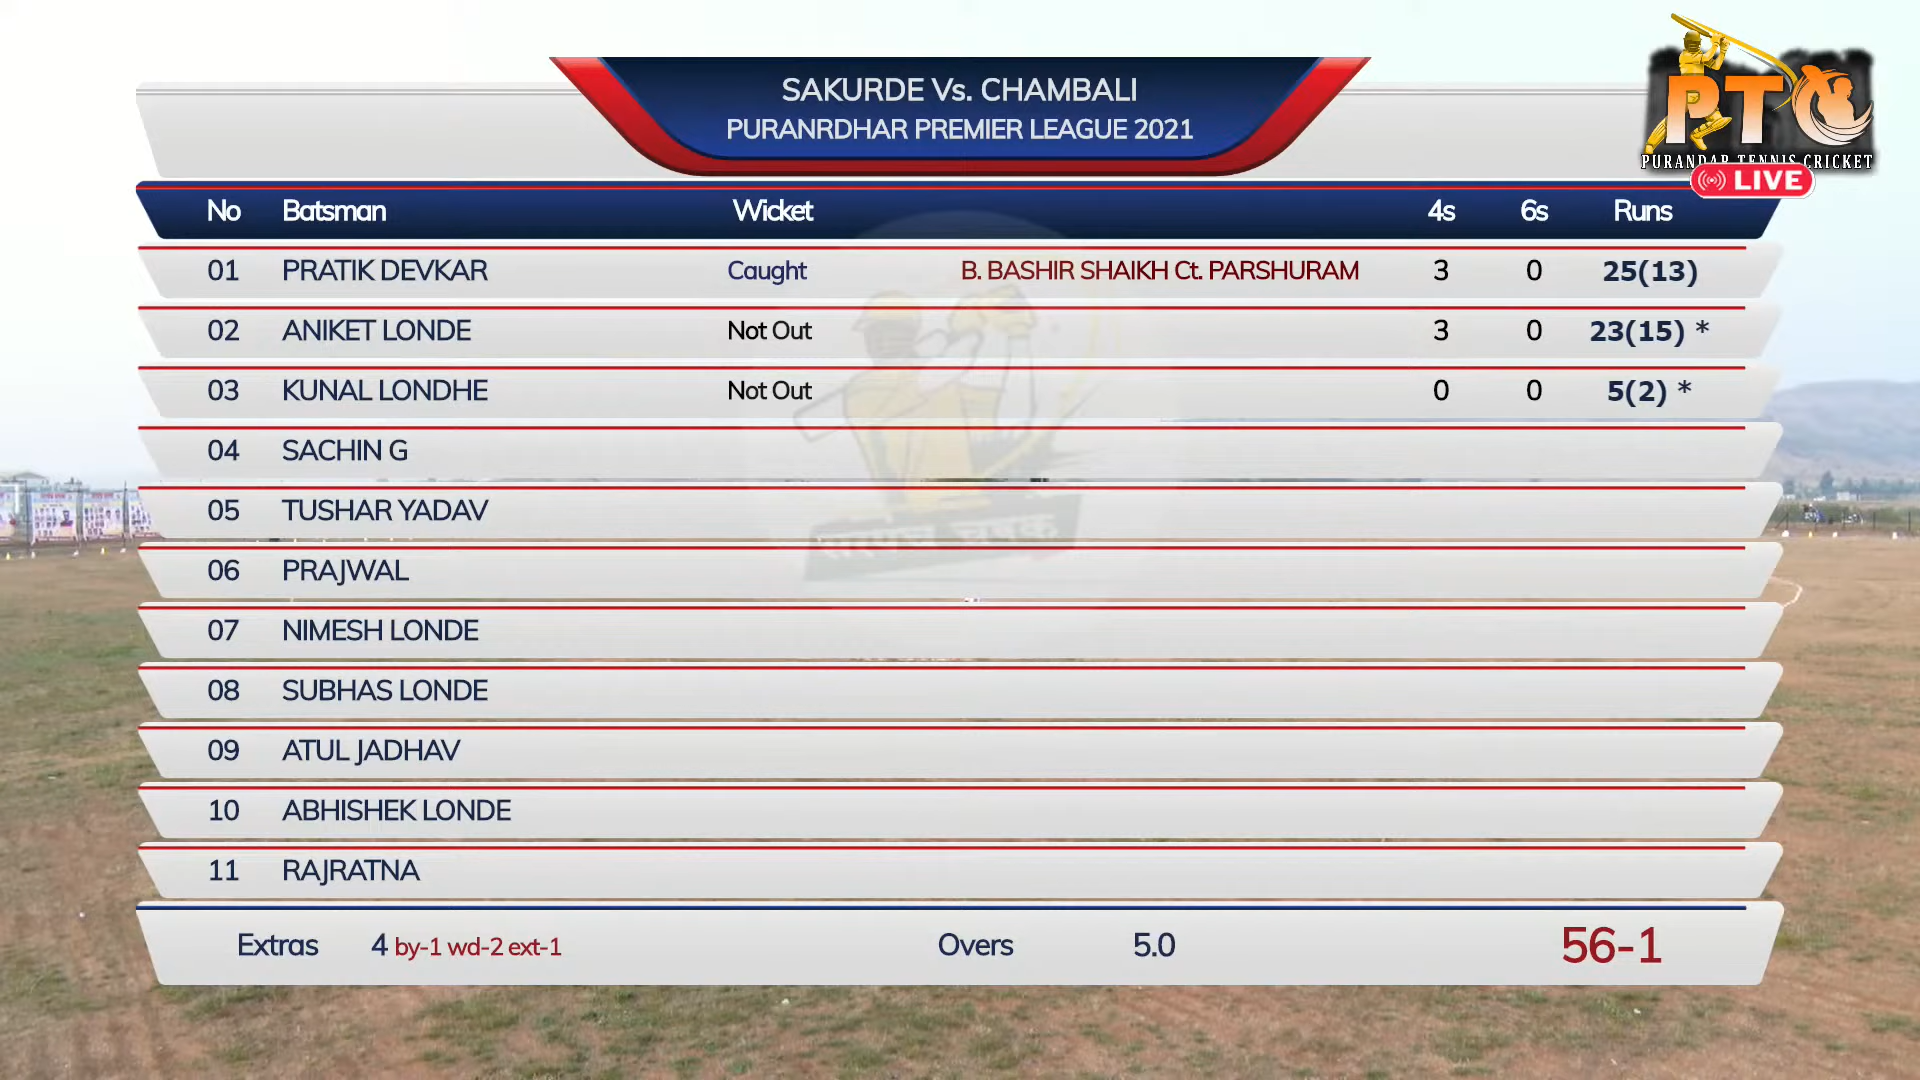 SAKURDE Vs. CHAMBALI
PURANRDHAR PREMIER LEAGUE 2021
PTC
PURANDAR TENNIS CRICKET
LIVE
No Batsman Wicket 4s 6s Runs
01 PRATIK DEVKAR Caught B. BASHIR SHAIKH Ct. PARSHURAM 3 0 25(13)
02 ANIKET LONDE Not Out 3 0 23(15) *
03 KUNAL LONDHE Not Out 0 0 5(2) *
04 SACHIN G
05 TUSHAR YADAV
06 PRAJWAL
07 NIMESH LONDE
08 SUBHAS LONDE
09 ATUL JADHAV
10 ABHISHEK LONDE
11 RAJRATNA
Extras 4 by-1 wd-2 ext-1 Overs 5.0 56-1